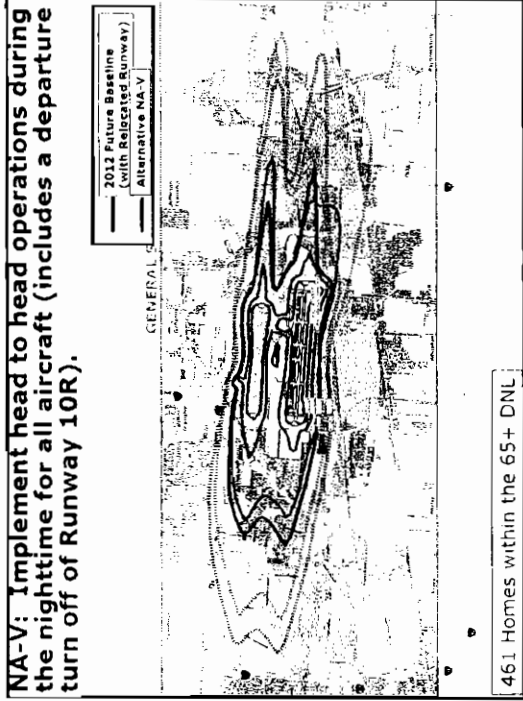 NA-V: Implement head to head operations during
the nighttime for all aircraft (includes a departure
turn off of Runway 10R).
2012 Future Baseline
(with Relocated Runway)
Alternative NA-V
GENERAL
461 Homes within the 65+ DNL